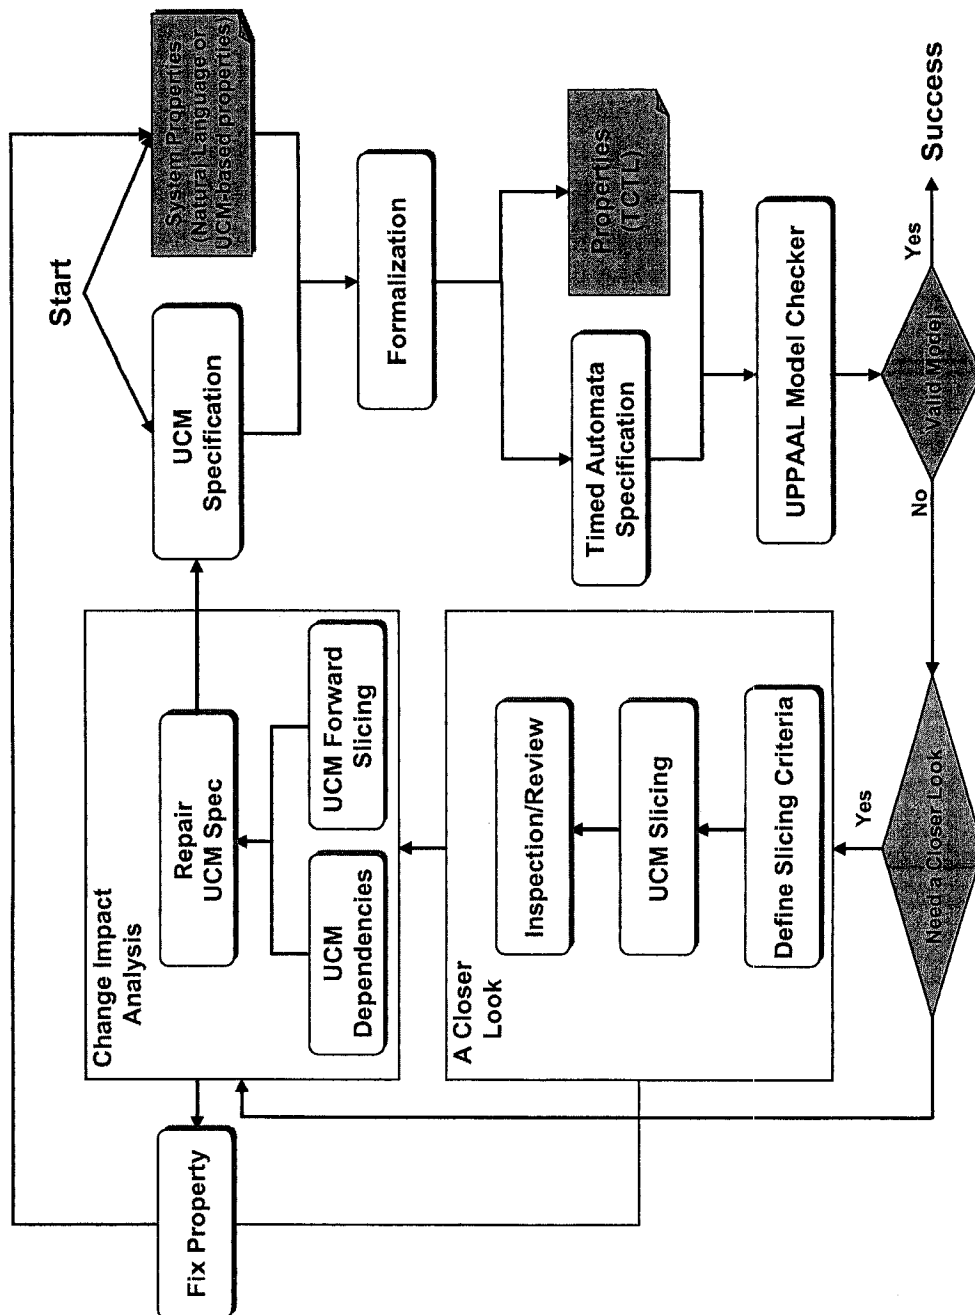 Start
System Properties
(Natural Language or
UCM-based properties)
UCM
Specification
Formalization
Properties
(TCTL)
Timed Automata
Specification
UPPAAL Model Checker
Valid Model
Yes
Success
No
Need a Closer Look
Yes
A Closer
Look
Define Slicing Criteria
UCM Slicing
Inspection/Review
Change Impact
Analysis
UCM
Dependencies
UCM Forward
Slicing
Repair
UCM Spec
Fix Property